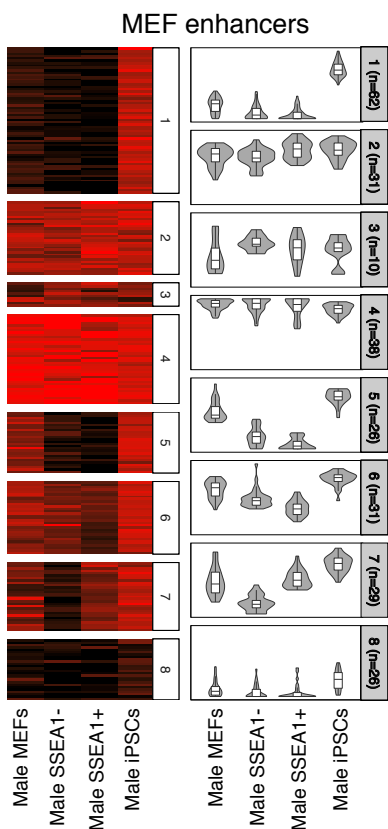 MEF enhancers
1
2
3
4
5
6
7
8
1 (n=62)
2 (n=31)
3 (n=10)
4 (n=38)
5 (n=26)
6 (n=31)
7 (n=29)
8 (n=26)
Male MEFs
Male SSEA1-
Male SSEA1+
Male iPSCs
Male MEFs
Male SSEA1-
Male SSEA1+
Male iPSCs